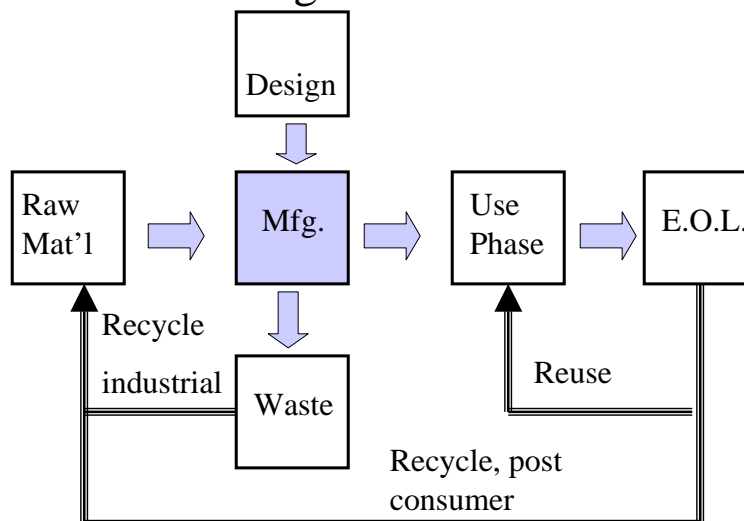 Design
Raw
Mat'l
Mfg.
Use
Phase
E.O.L.
Recycle
industrial
Waste
Reuse
Recycle, post
consumer